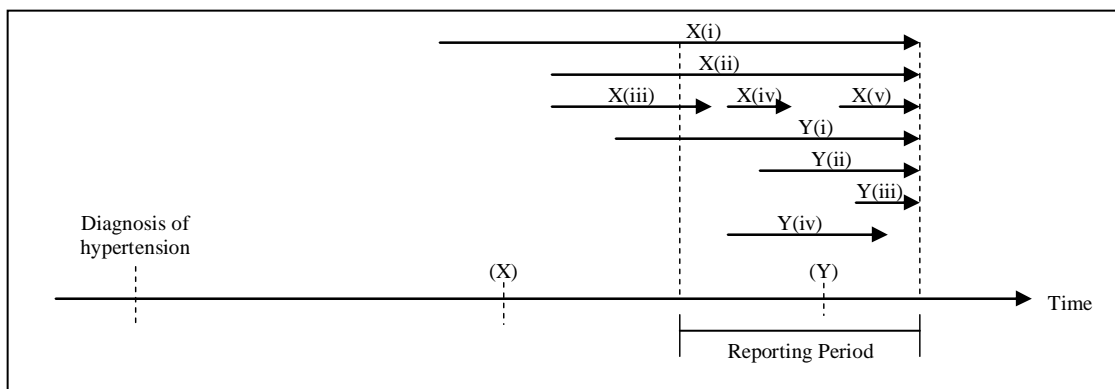 X(i)
X(ii)
X(iii) X(iv) X(v)
Y(i)
Y(ii)
Y(iii)
Diagnosis of
hypertension
Y(iv)
(X) (Y)
Time
Reporting Period